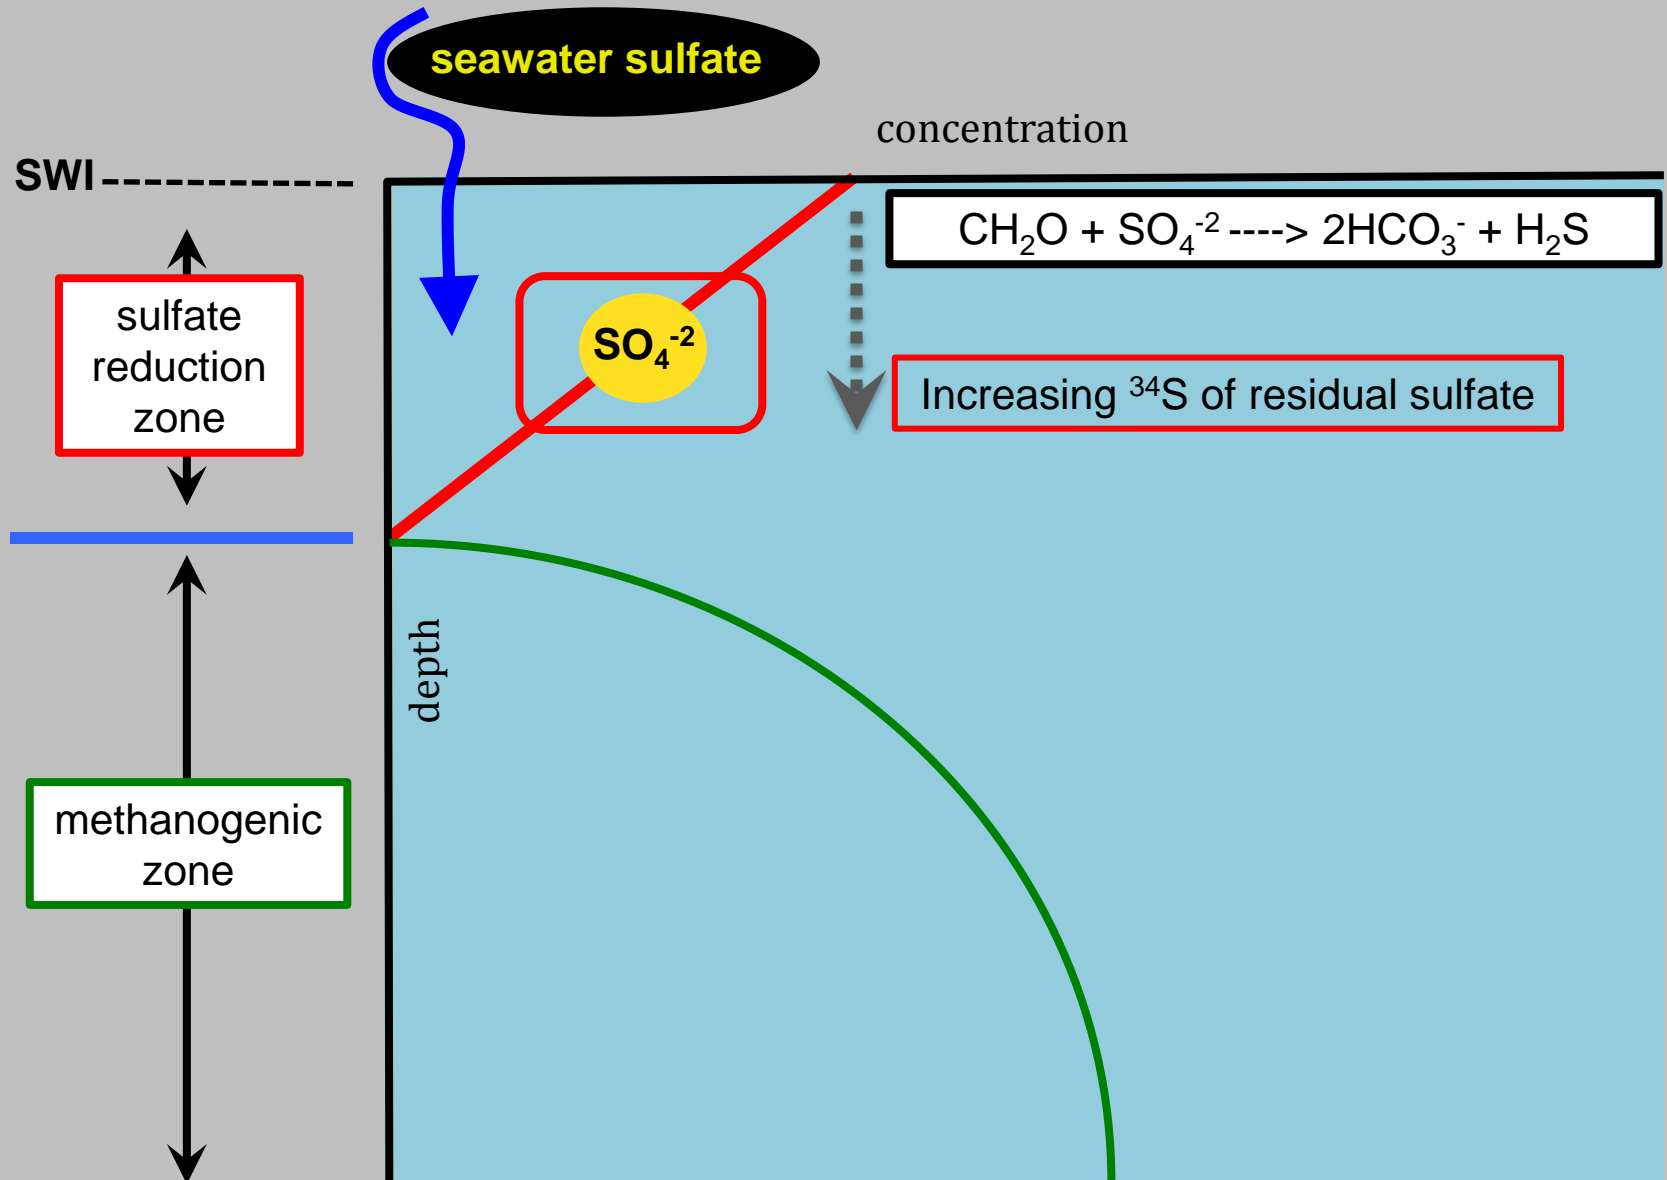 seawater sulfate
concentration
SWI
CH₂O + SO₄⁻² ----> 2HCO₃⁻ + H₂S
sulfate
reduction
zone
SO₄⁻²
Increasing ³⁴S of residual sulfate
depth
methanogenic
zone